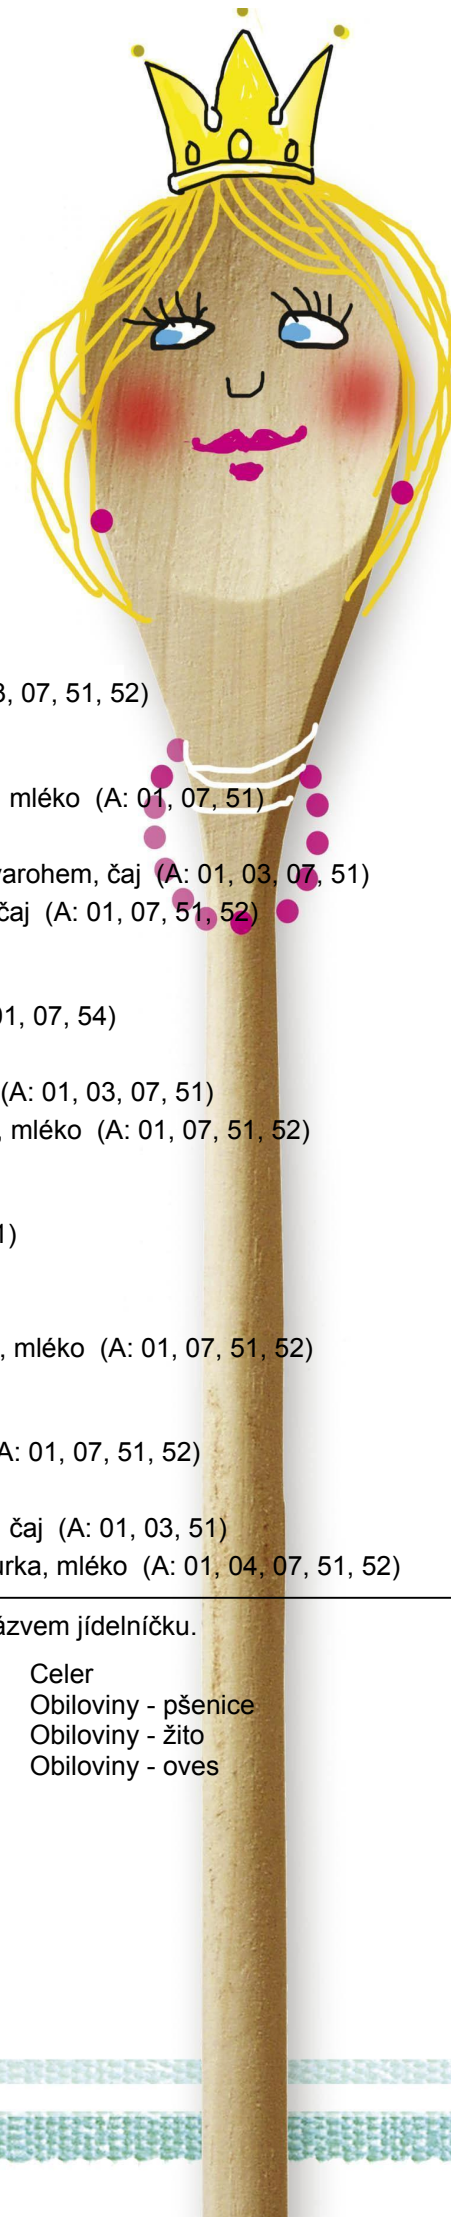 , 07, 51, 52)
mléko (A: 01, 07, 51)
varohem, čaj (A: 01, 03, 07, 51)
čaj (A: 01, 07, 51, 52)
01, 07, 54)
(A: 01, 03, 07, 51)
, mléko (A: 01, 07, 51, 52)
1)
, mléko (A: 01, 07, 51, 52)
A: 01, 07, 51, 52)
čaj (A: 01, 03, 51)
urka, mléko (A: 01, 04, 07, 51, 52)
ázvem jídelníčku.
Celer
Obiloviny - pšenice
Obiloviny - žito
Obiloviny - oves